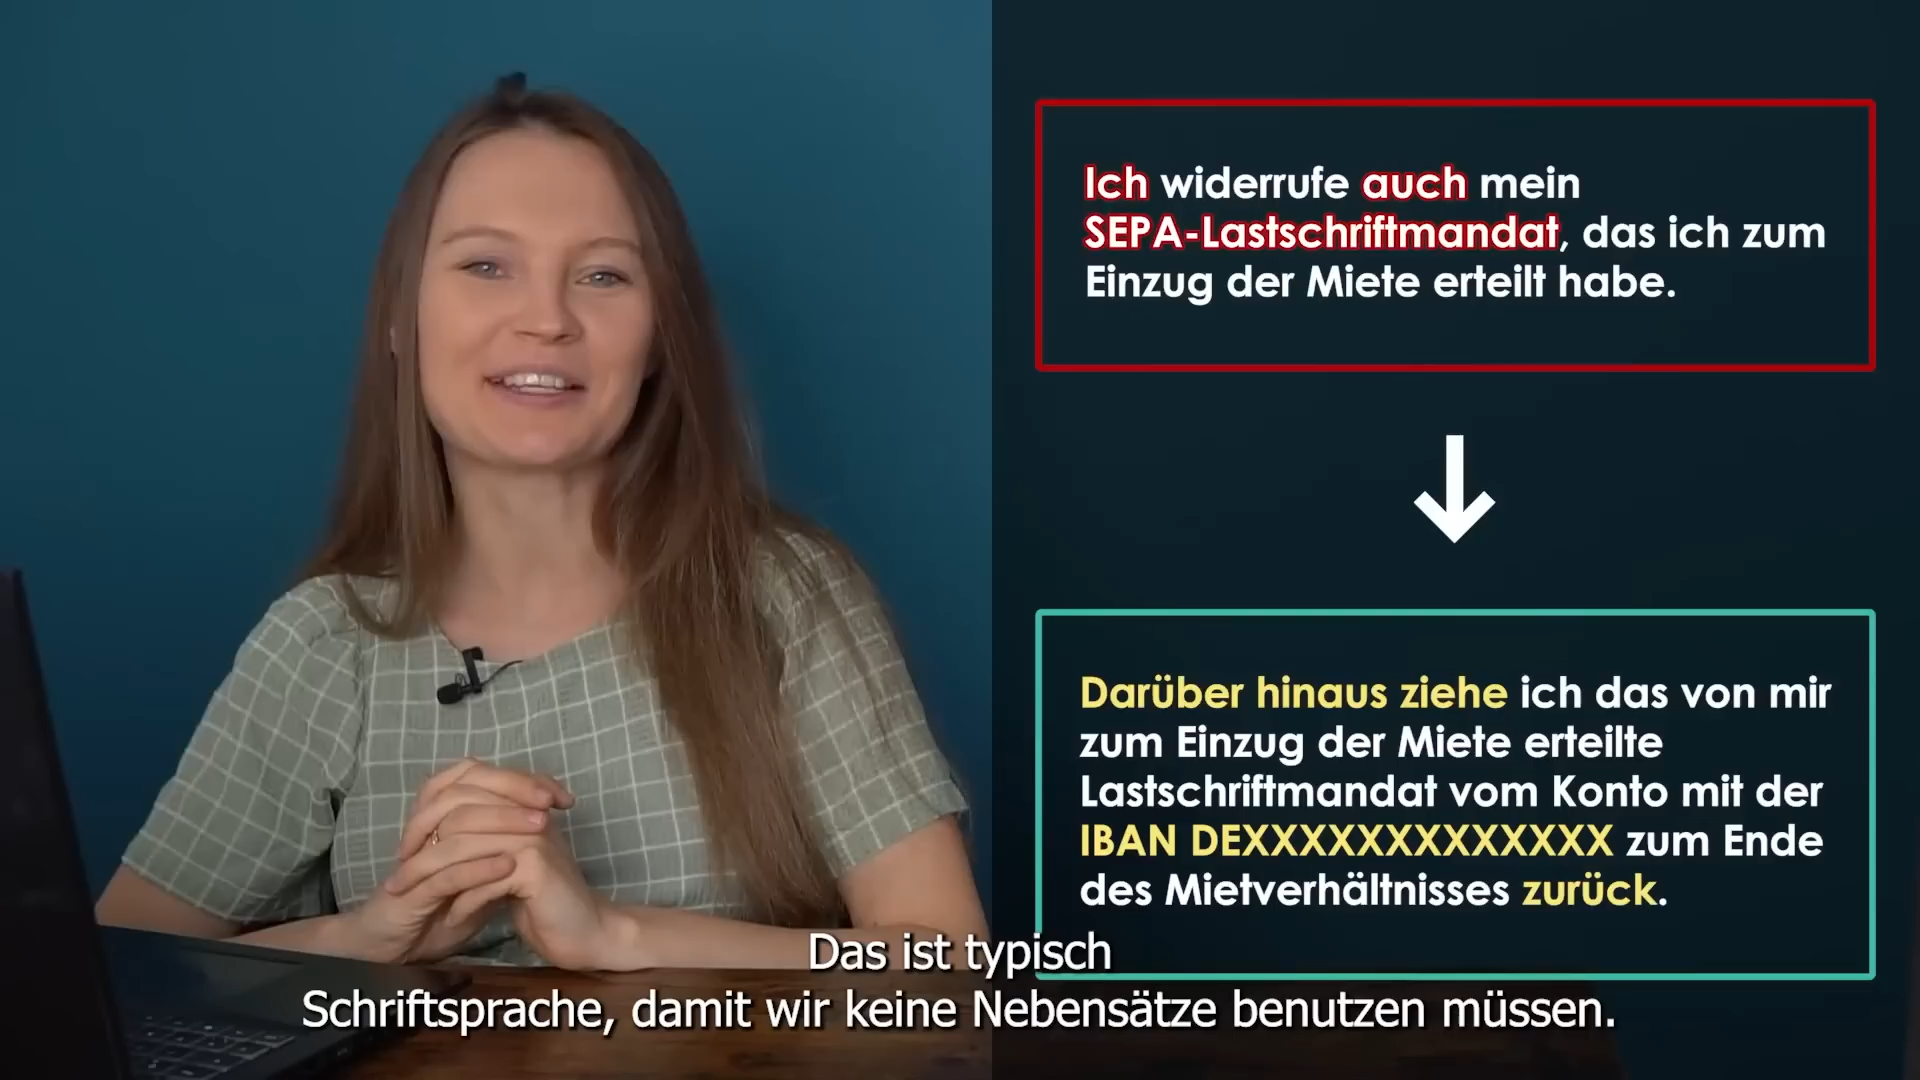 Ich widerrufe auch mein
SEPA-Lastschriftmandat, das ich zum
Einzug der Miete erteilt habe.
Darüber hinaus ziehe ich das von mir
zum Einzug der Miete erteilte
Lastschriftmandat vom Konto mit der
IBAN DEXXXXXXXXXXXXX zum Ende
des Mietverhältnisses zurück.
Das ist typisch
Schriftsprache, damit wir keine Nebensätze benutzen müssen.